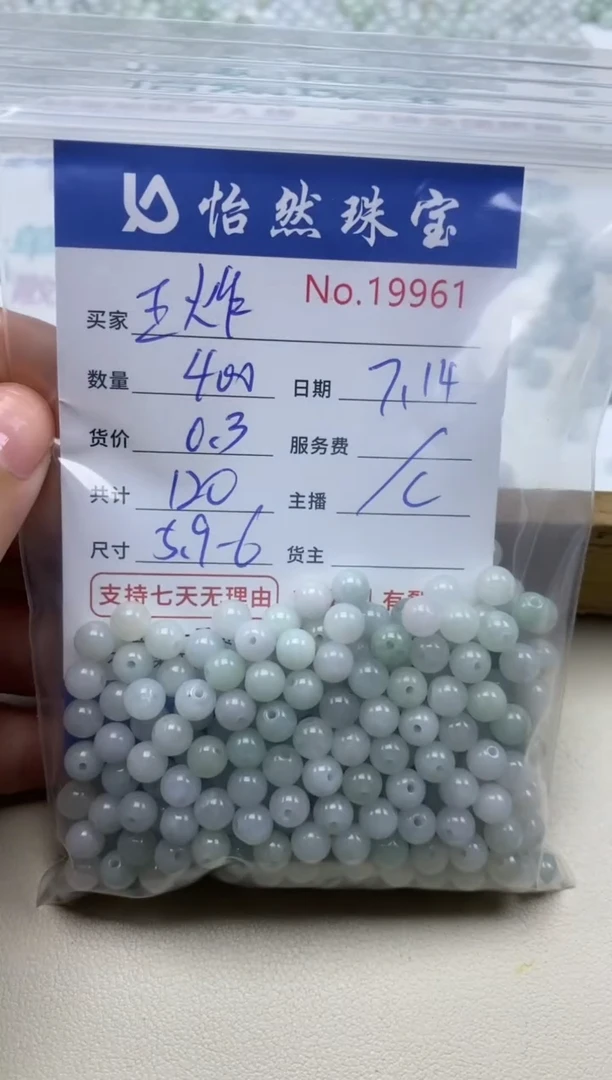 怡然珠宝
No.19961
买家 王炸
数量 400 日期 7.14
货价 0.3 服务费 /
共计 120 主播 C
尺寸 5.9-6 货主
支持七天无理由 有